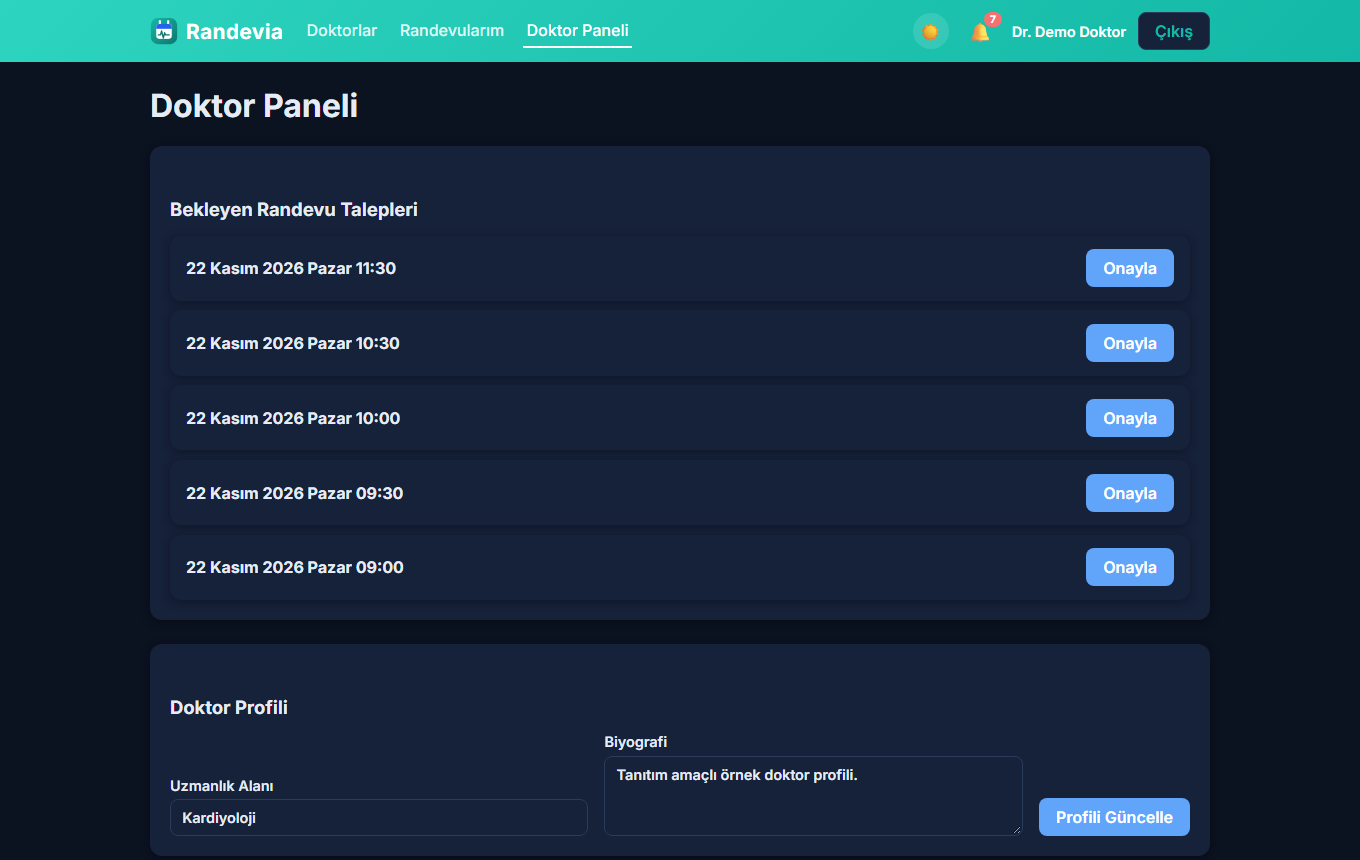 Randevia Doktorlar Randevularım Doktor Paneli 7 Dr. Demo Doktor Çıkış
Doktor Paneli
Bekleyen Randevu Talepleri
22 Kasım 2026 Pazar 11:30 Onayla
22 Kasım 2026 Pazar 10:30 Onayla
22 Kasım 2026 Pazar 10:00 Onayla
22 Kasım 2026 Pazar 09:30 Onayla
22 Kasım 2026 Pazar 09:00 Onayla
Doktor Profili
Uzmanlık Alanı
Kardiyoloji
Biyografi
Tanıtım amaçlı örnek doktor profili.
Profili Güncelle